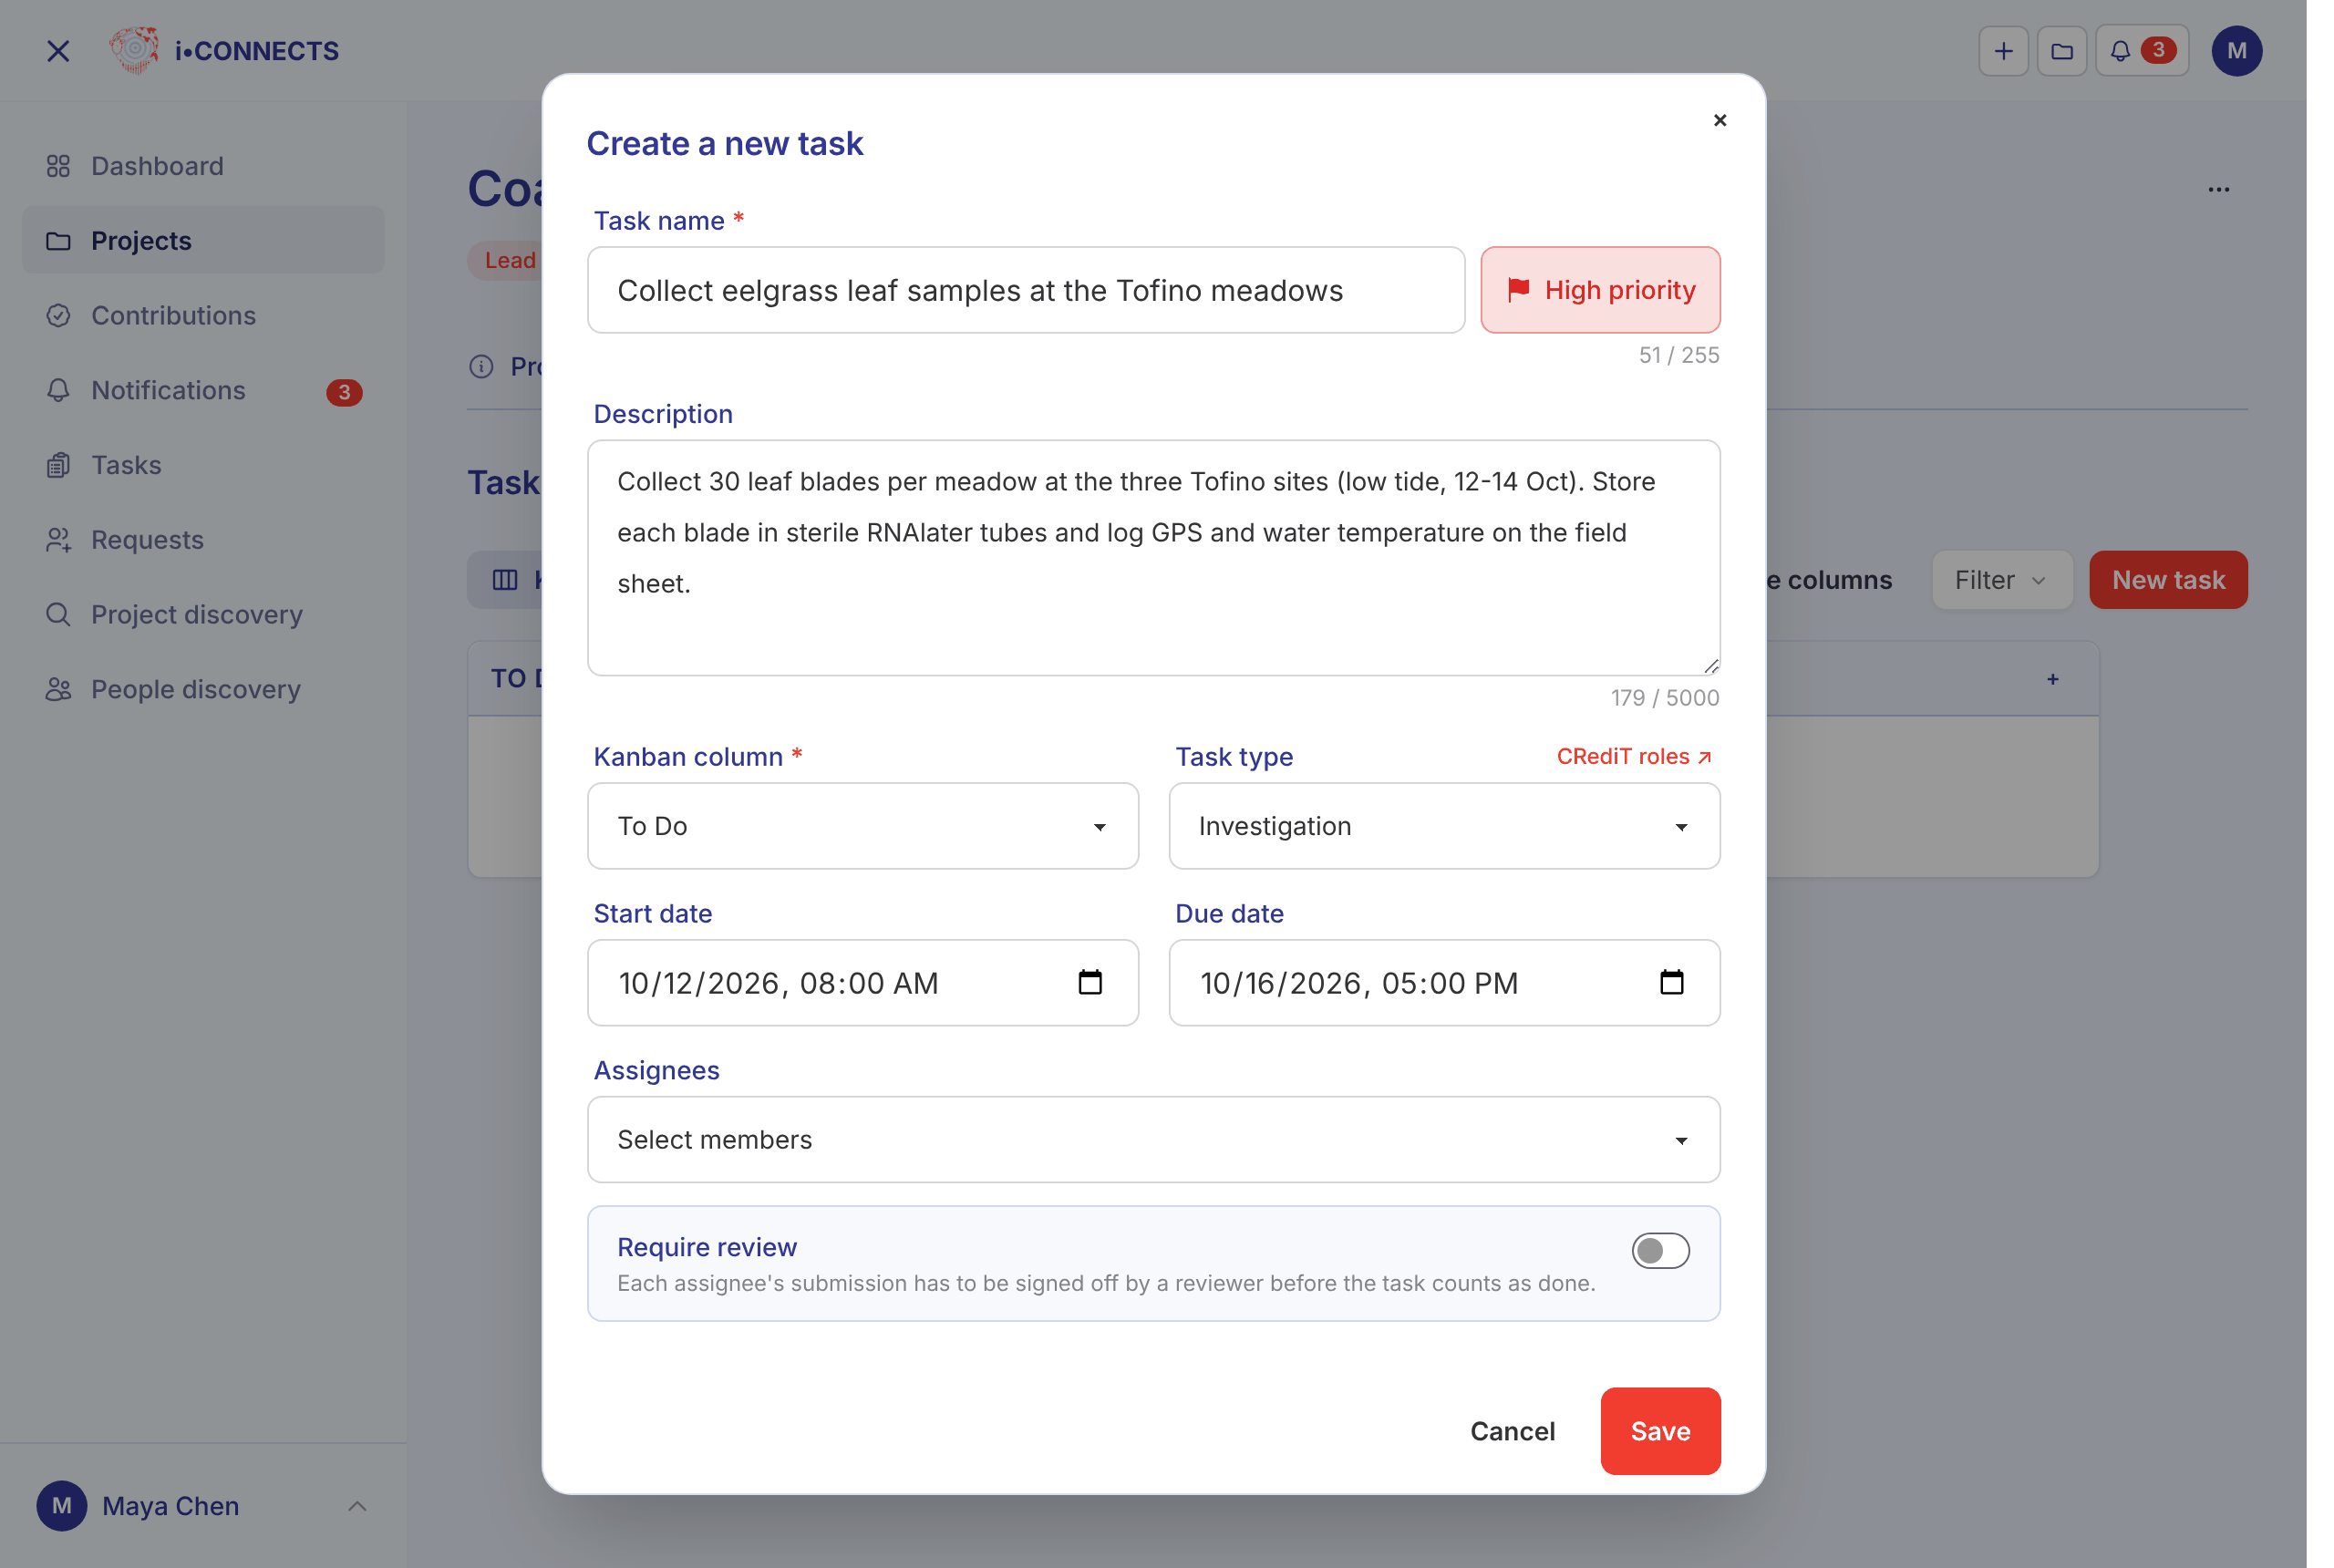 i•CONNECTS
3
M
Dashboard
Projects
Contributions
Notifications
3
Tasks
Requests
Project discovery
People discovery
M
Maya Chen
Lead
Task
Create a new task
×
Task name *
Collect eelgrass leaf samples at the Tofino meadows
High priority
51 / 255
Description
Collect 30 leaf blades per meadow at the three Tofino sites (low tide, 12-14 Oct). Store
each blade in sterile RNAlater tubes and log GPS and water temperature on the field
sheet.
179 / 5000
Kanban column *
Task type
CRediT roles ↗
To Do
Investigation
Start date
Due date
10/12/2026, 08:00 AM
10/16/2026, 05:00 PM
Assignees
Select members
Require review
Each assignee's submission has to be signed off by a reviewer before the task counts as done.
Cancel
Save
columns
Filter
New task
TO
+